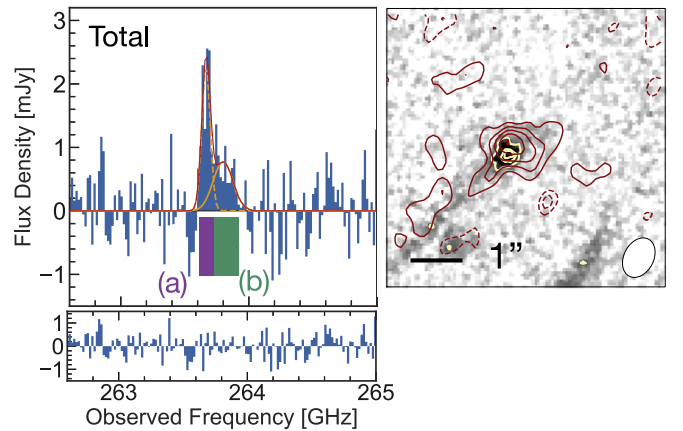 Total
Flux Density [mJy]
3
2
1
0
−1
(a)
(b)
1
0
−1
263
264
265
Observed Frequency [GHz]
1”